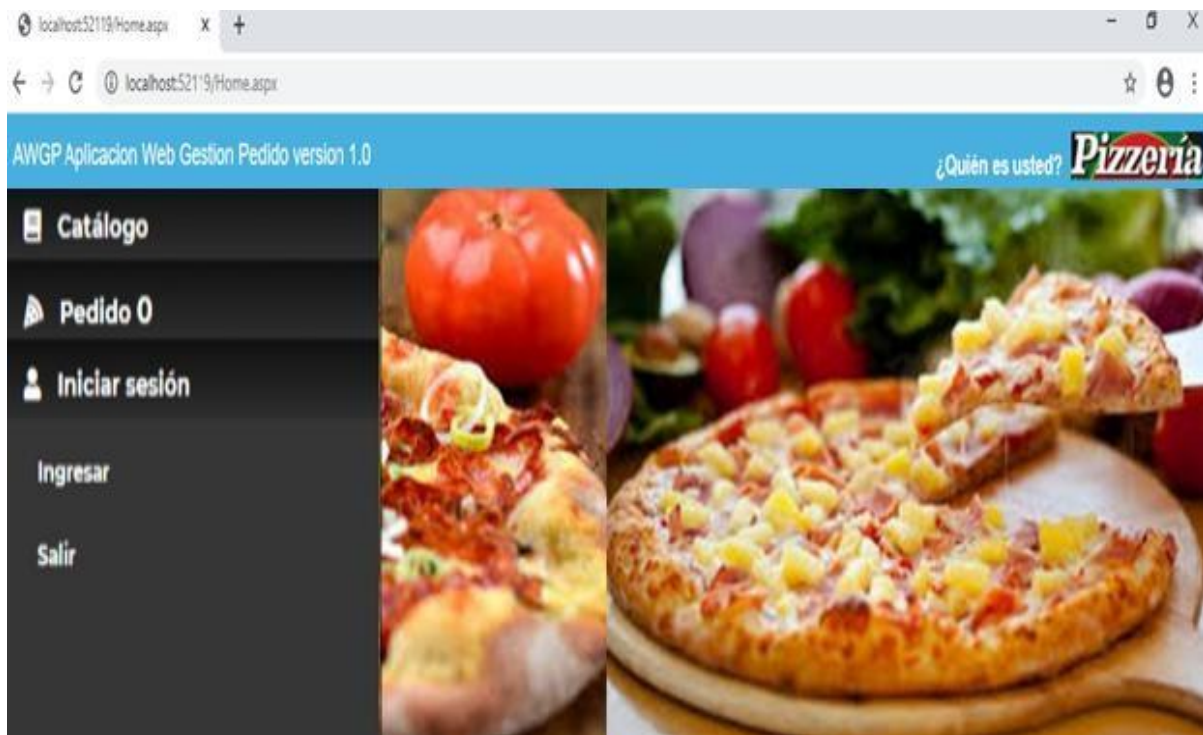 localhost:52119/Home.aspx
localhost:52119/Home.aspx
AWGP Aplicacion Web Gestion Pedido version 1.0
¿Quién es usted?
Pizzería
Catálogo
Pedido 0
Iniciar sesión
Ingresar
Salir